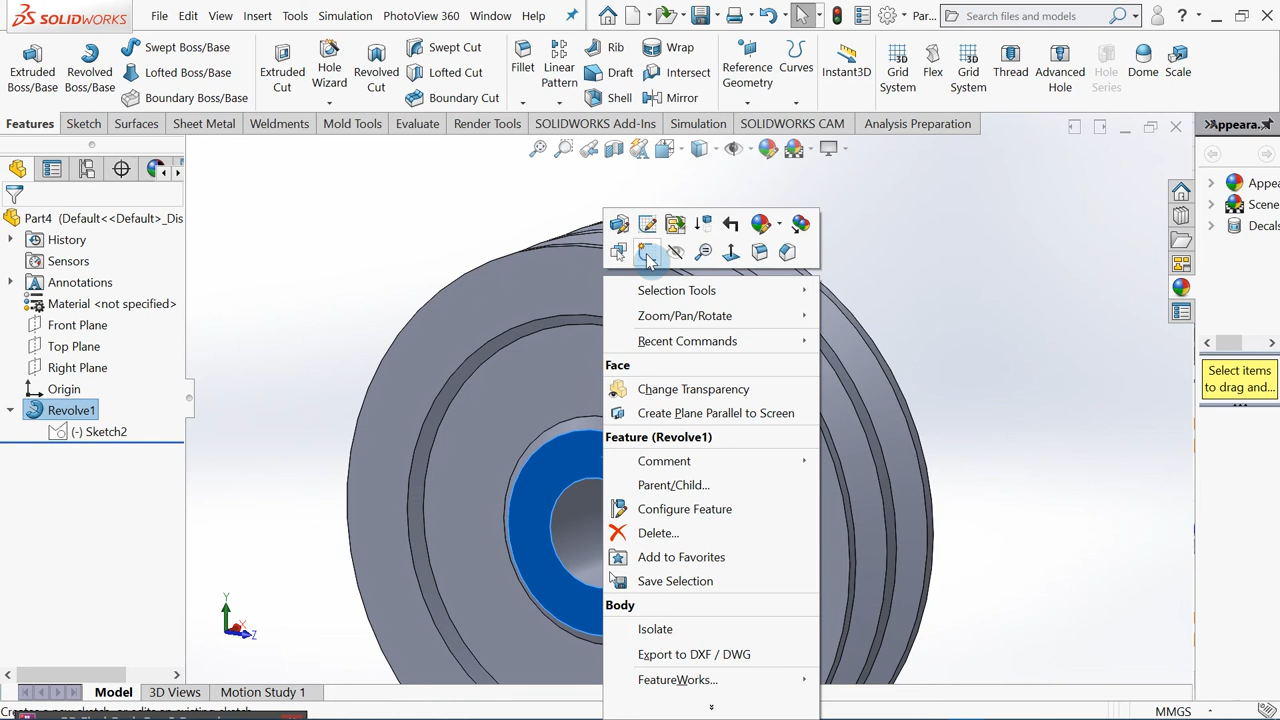 SOLIDWORKS
File
Edit
View
Insert
Tools
Simulation
PhotoView 360
Window
Help
Par...
Search files and models
?
Extruded Boss/Base
Revolved Boss/Base
Swept Boss/Base
Lofted Boss/Base
Boundary Boss/Base
Extruded Cut
Hole Wizard
Revolved Cut
Swept Cut
Lofted Cut
Boundary Cut
Fillet
Linear Pattern
Rib
Draft
Shell
Wrap
Intersect
Mirror
Reference Geometry
Curves
Instant3D
Grid System
Flex
Grid System
Thread
Advanced Hole
Hole Series
Dome
Scale
Features
Sketch
Surfaces
Sheet Metal
Weldments
Mold Tools
Evaluate
Render Tools
SOLIDWORKS Add-Ins
Simulation
SOLIDWORKS CAM
Analysis Preparation
Appeara...
Part4 (Default<<Default>_Dis
History
Sensors
Annotations
Material <not specified>
Front Plane
Top Plane
Right Plane
Origin
Revolve1
(-) Sketch2
Selection Tools
Zoom/Pan/Rotate
Recent Commands
Face
Change Transparency
Create Plane Parallel to Screen
Feature (Revolve1)
Comment
Parent/Child...
Configure Feature
Delete...
Add to Favorites
Save Selection
Body
Isolate
Export to DXF / DWG
FeatureWorks...
Appea
Scene
Decals
Select items
to drag and...
Y
X
Z
Model
3D Views
Motion Study 1
MMGS